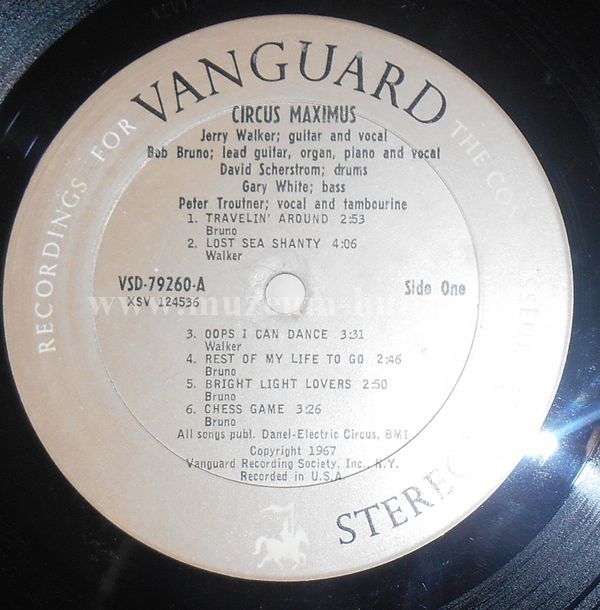 RECORDINGS FOR
VANGUARD
THE
STEREO
CIRCUS MAXIMUS
Jerry Walker; guitar and vocal
Bob Bruno; lead guitar, organ, piano and vocal
David Scherstrom; drums
Gary White; bass
Peter Troutner; vocal and tambourine
1. TRAVELIN' AROUND 2:53
Bruno
2. LOST SEA SHANTY 4:06
Walker
VSD-79260-A
XSV 124536
Side One
3. OOPS I CAN DANCE 3:31
Walker
4. REST OF MY LIFE TO GO 2:46
Bruno
5. BRIGHT LIGHT LOVERS 2:50
Bruno
6. CHESS GAME 3:26
Bruno
All songs publ. Danel-Electric Circus, BMI
Copyright 1967
Vanguard Recording Society, Inc., N.Y.
Recorded in U.S.A.